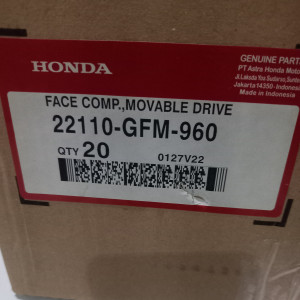 HONDA
GENUINE PARTS
PT Astra Honda Motor
Jakarta 14350 - Indonesia
Made in Indonesia
FACE COMP.,MOVABLE DRIVE
22110-GFM-960
QTY 20
0127V22